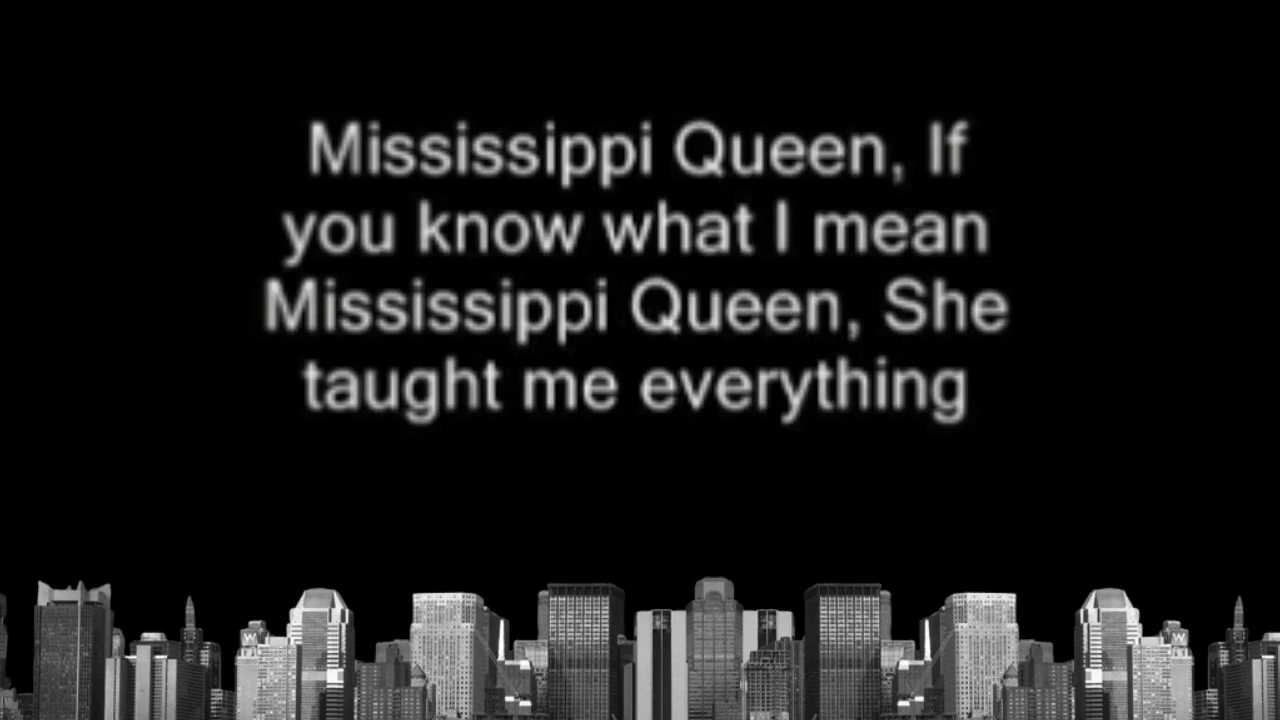 Mississippi Queen, If
you know what I mean
Mississippi Queen, She
taught me everything
W
W